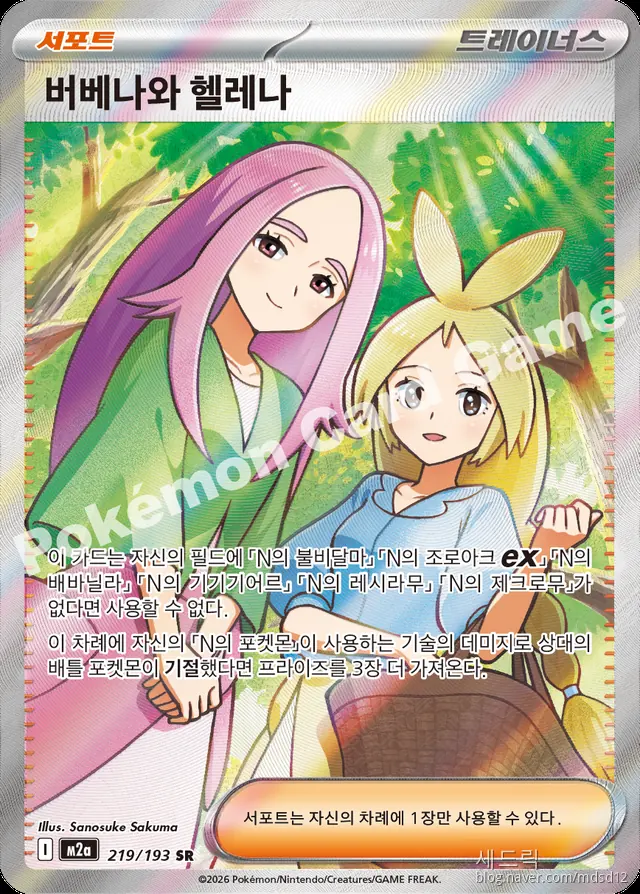 서포트
트레이너스
버베나와 헬레나
Pokémon Card Game
이 카드는 자신의 필드에 「N의 불비달마」 「N의 조로아크 ex」 「N의
배바닐라」 「N의 기기기어르」 「N의 레시라무」 「N의 제크로무」가
없다면 사용할 수 없다.
이 차례에 자신의 「N의 포켓몬」이 사용하는 기술의 데미지로 상대의
배틀 포켓몬이 기절했다면 프라이즈를 3장 더 가져온다.
서포트는 자신의 차례에 1장만 사용할 수 있다.
Illus. Sanosuke Sakuma
I M2a 219/193 SR
©2026 Pokémon/Nintendo/Creatures/GAME FREAK.
세드릭
blog.naver.com/mdsd12